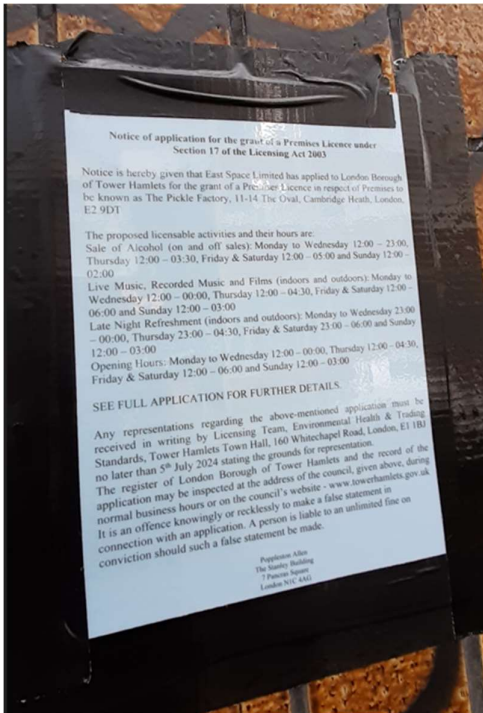 Notice of application for the grant of a Premises Licence under
Section 17 of the Licensing Act 2003
Notice is hereby given that East Space Limited has applied to London Borough
of Tower Hamlets for the grant of a Premises Licence in respect of Premises to
be known as The Pickle Factory, 11-14 The Oval, Cambridge Heath, London,
E2 9DT
The proposed licensable activities and their hours are:
Sale of Alcohol (on and off sales): Monday to Wednesday 12:00 – 23:00,
Thursday 12:00 – 03:30, Friday & Saturday 12:00 – 05:00 and Sunday 12:00 –
02:00
Live Music, Recorded Music and Films (indoors and outdoors): Monday to
Wednesday 12:00 – 00:00, Thursday 12:00 – 04:30, Friday & Saturday 12:00 –
06:00 and Sunday 12:00 – 03:00
Late Night Refreshment (indoors and outdoors): Monday to Wednesday 23:00
– 00:00, Thursday 23:00 – 04:30, Friday & Saturday 23:00 – 06:00 and Sunday
12:00 – 03:00
Opening Hours: Monday to Wednesday 12:00 – 00:00, Thursday 12:00 – 04:30,
Friday & Saturday 12:00 – 06:00 and Sunday 12:00 – 03:00
SEE FULL APPLICATION FOR FURTHER DETAILS.
Any representations regarding the above-mentioned application must be
received in writing by Licensing Team, Environmental Health & Trading
Standards, Tower Hamlets Town Hall, 160 Whitechapel Road, London, E1 1BJ
no later than 5th July 2024 stating the grounds for representation.
The register of London Borough of Tower Hamlets and the record of the
application may be inspected at the address of the council, given above, during
normal business hours or on the council's website - www.towerhamlets.gov.uk
It is an offence knowingly or recklessly to make a false statement in
connection with an application. A person is liable to an unlimited fine on
conviction should such a false statement be made.
Poppleston Allen
The Stanley Building
7 Pancras Square
London N1C 4AG